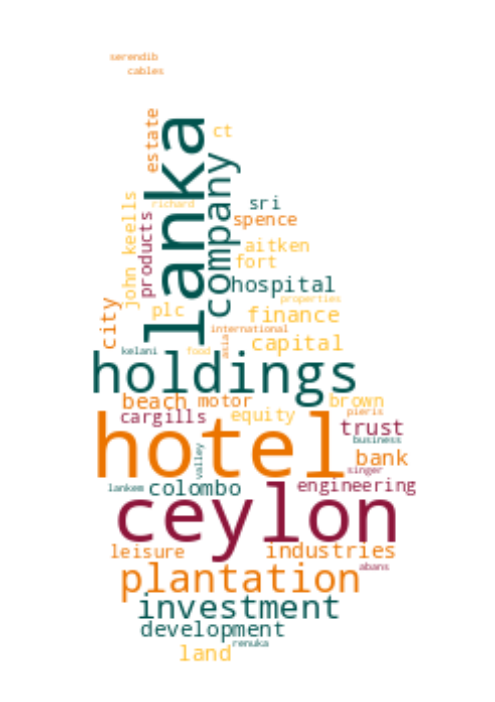 serendib
cables
estate
ct
lanka
company
john keells
products
richard
sri
spence
aitken
fort
hospital
properties
city
plc
finance
international
capital
kelani
food
asia
holdings
beach motor
brown
cargills
equity
pieris
trust
business
hotel
valley
bank
singer
lankem
colombo
engineering
ceylon
leisure
industries
abans
plantation
investment
development
renuka
land